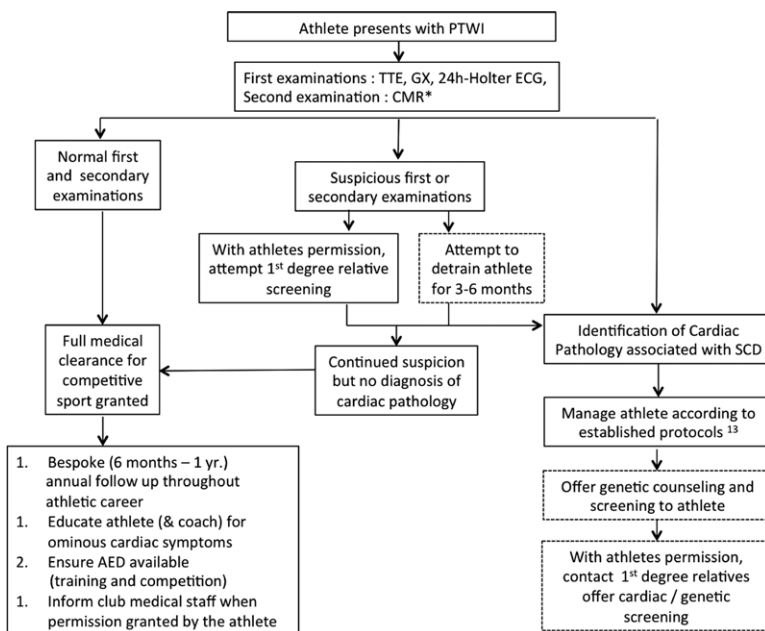 Athlete presents with PTWI
First examinations : TTE, GX, 24h-Holter ECG,
Second examination : CMR*
Normal first
and secondary
examinations
Suspicious first or
secondary examinations
With athletes permission,
attempt 1st degree relative
screening
Attempt to
detrain athlete
for 3-6 months
Full medical
clearance for
competitive
sport granted
Continued suspicion
but no diagnosis of
cardiac pathology
Identification of Cardiac
Pathology associated with SCD
Manage athlete according to
established protocols 13
Offer genetic counseling and
screening to athlete
With athletes permission,
contact 1st degree relatives
offer cardiac / genetic
screening
1. Bespoke (6 months – 1 yr.)
annual follow up throughout
athletic career
1. Educate athlete (& coach) for
ominous cardiac symptoms
2. Ensure AED available
(training and competition)
1. Inform club medical staff when
permission granted by the athlete